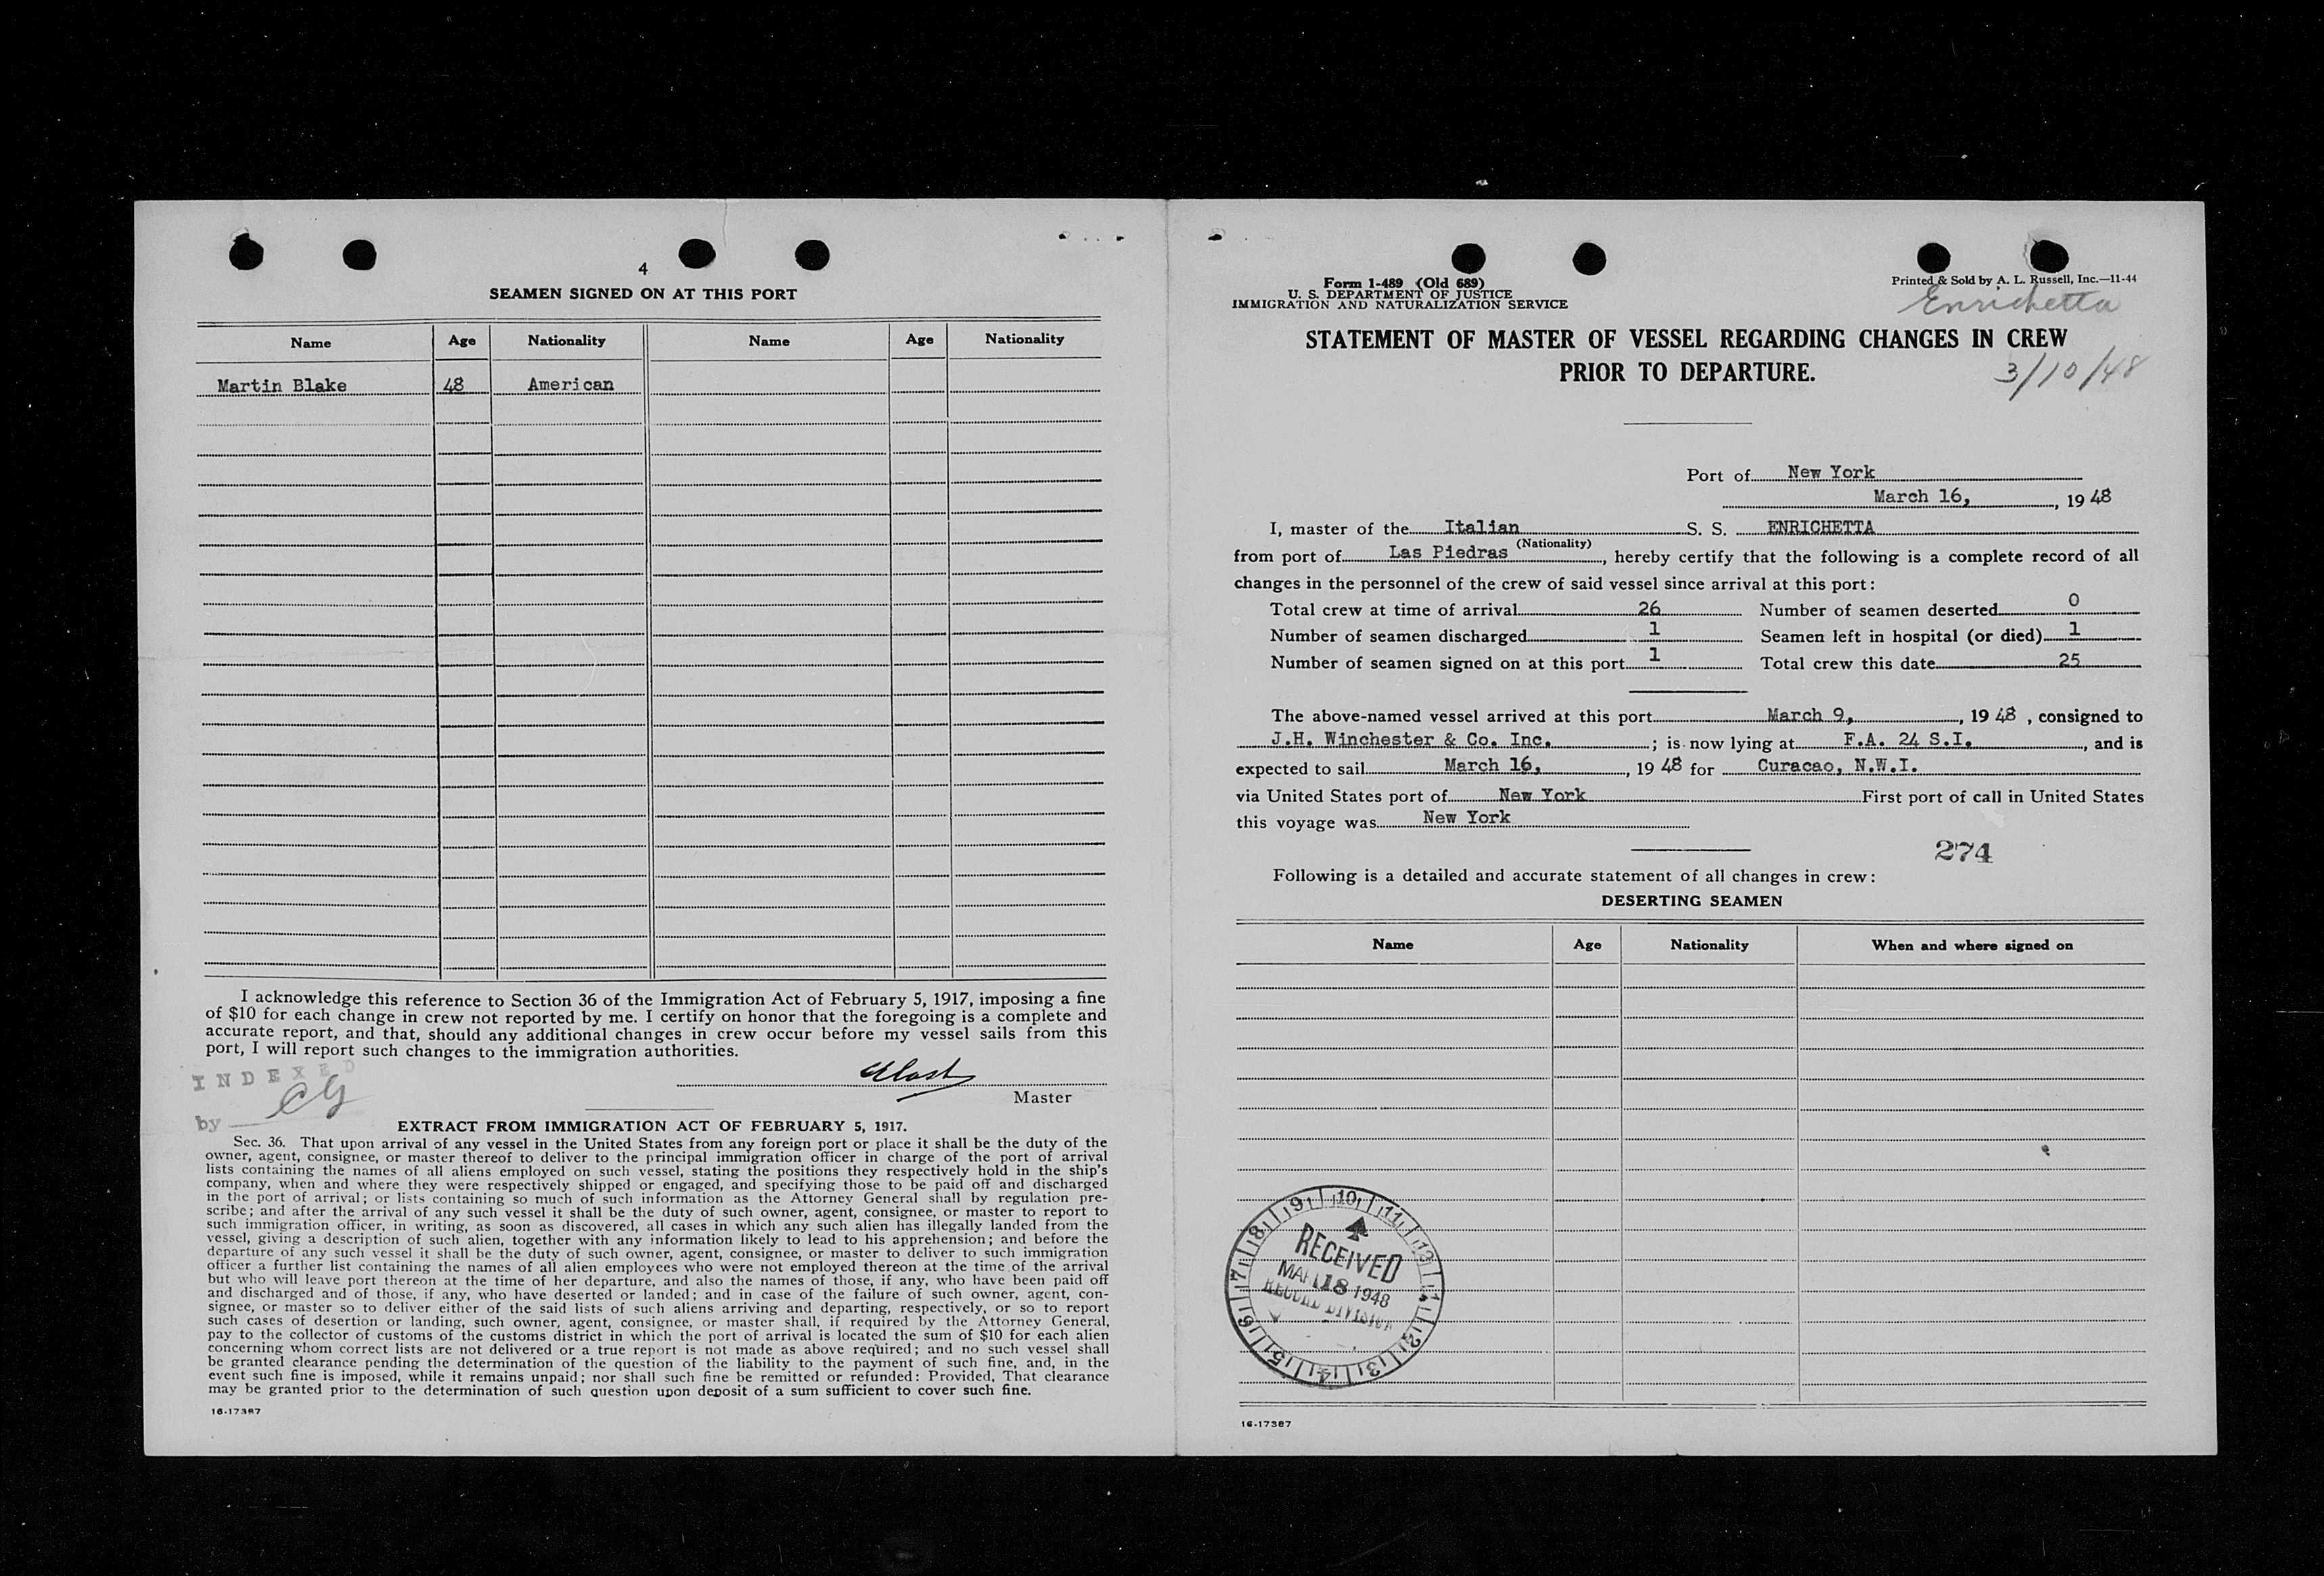 4
SEAMEN SIGNED ON AT THIS PORT
Name Age Nationality Name Age Nationality
Martin Blake 48 American
I acknowledge this reference to Section 36 of the Immigration Act of February 5, 1917, imposing a fine
of $10 for each change in crew not reported by me. I certify on honor that the foregoing is a complete and
accurate report, and that, should any additional changes in crew occur before my vessel sails from this
port, I will report such changes to the immigration authorities.
INDEXED
by CG
Master
EXTRACT FROM IMMIGRATION ACT OF FEBRUARY 5, 1917.
Sec. 36. That upon arrival of any vessel in the United States from any foreign port or place it shall be the duty of the
owner, agent, consignee, or master thereof to deliver to the principal immigration officer in charge of the port of arrival
lists containing the names of all aliens employed on such vessel, stating the positions they respectively hold in the ship's
company, when and where they were respectively shipped or engaged, and specifying those to be paid off and discharged
in the port of arrival; or lists containing so much of such information as the Attorney General shall by regulation pre-
scribe; and after the arrival of any such vessel it shall be the duty of such owner, agent, consignee, or master to report to
such immigration officer, in writing, as soon as discovered, all cases in which any such alien has illegally landed from the
vessel, giving a description of such alien, together with any information likely to lead to his apprehension; and before the
departure of any such vessel it shall be the duty of such owner, agent, consignee, or master to deliver to such immigration
officer a further list containing the names of all alien employees who were not employed thereon at the time of the arrival
but who will leave port thereon at the time of her departure, and also the names of those, if any, who have been paid off
and discharged and of those, if any, who have deserted or landed; and in case of the failure of such owner, agent, con-
signee, or master so to deliver either of the said lists of such aliens arriving and departing, respectively, or so to report
such cases of desertion or landing, such owner, agent, consignee, or master shall, if required by the Attorney General,
pay to the collector of customs of the customs district in which the port of arrival is located the sum of $10 for each alien
concerning whom correct lists are not delivered or a true report is not made as above required; and no such vessel shall
be granted clearance pending the determination of the question of the liability to the payment of such fine, and, in the
event such fine is imposed, while it remains unpaid; nor shall such fine be remitted or refunded: Provided, That clearance
may be granted prior to the determination of such question upon deposit of a sum sufficient to cover such fine.
16-17387
Form 1-489 (Old 689)
U. S. DEPARTMENT OF JUSTICE
IMMIGRATION AND NATURALIZATION SERVICE
Printed & Sold by A. L. Russell, Inc.—11-44
Enrichetta
STATEMENT OF MASTER OF VESSEL REGARDING CHANGES IN CREW
PRIOR TO DEPARTURE.
3/10/48
Port of New York
March 16, , 19 48
I, master of the Italian S. S. ENRICHETTA
(Nationality)
from port of Las Piedras , hereby certify that the following is a complete record of all
changes in the personnel of the crew of said vessel since arrival at this port:
Total crew at time of arrival 26 Number of seamen deserted 0
Number of seamen discharged 1 Seamen left in hospital (or died) 1
Number of seamen signed on at this port 1 Total crew this date 25
The above-named vessel arrived at this port March 9, , 19 48 , consigned to
J.H. Winchester & Co. Inc. ; is now lying at F.A. 24 S.I. , and is
expected to sail March 16, , 19 48 for Curacao, N.W.I.
via United States port of New York First port of call in United States
this voyage was New York
274
Following is a detailed and accurate statement of all changes in crew:
DESERTING SEAMEN
Name Age Nationality When and where signed on
RECEIVED
MAR 18 1948
RECORD DIVISION
16-17387